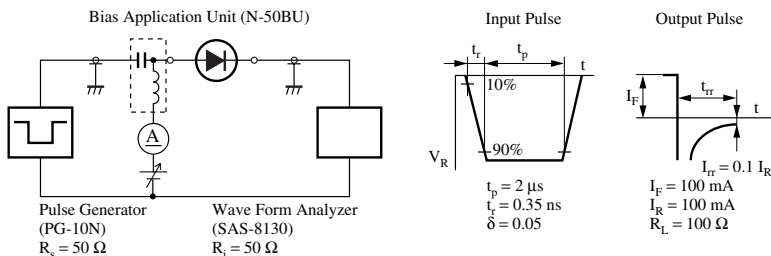 Bias Application Unit (N-50BU)
A
Pulse Generator
(PG-10N)
R_s = 50 Ω
Wave Form Analyzer
(SAS-8130)
R_i = 50 Ω
Input Pulse
t_r t_p
t
10%
90%
V_R
t_p = 2 µs
t_r = 0.35 ns
δ = 0.05
Output Pulse
I_F
t_rr
t
I_rr = 0.1 I_R
I_F = 100 mA
I_R = 100 mA
R_L = 100 Ω